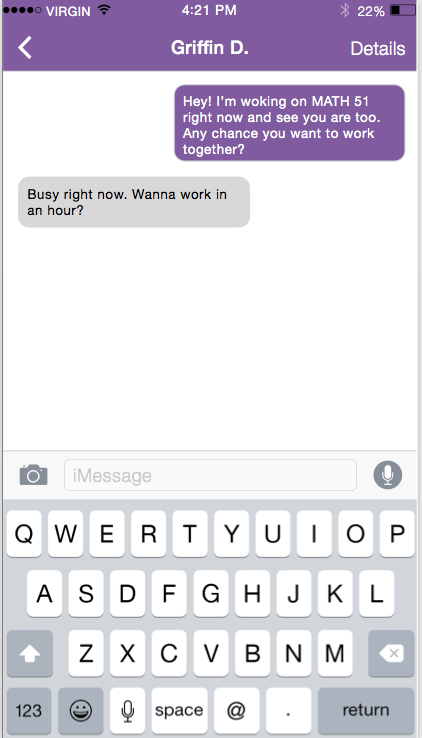 VIRGIN 4:21 PM 22%
Griffin D. Details
Hey! I'm woking on MATH 51
right now and see you are too.
Any chance you want to work
together?
Busy right now. Wanna work in
an hour?
iMessage
Q W E R T Y U I O P
A S D F G H J K L
Z X C V B N M
123 space @ . return